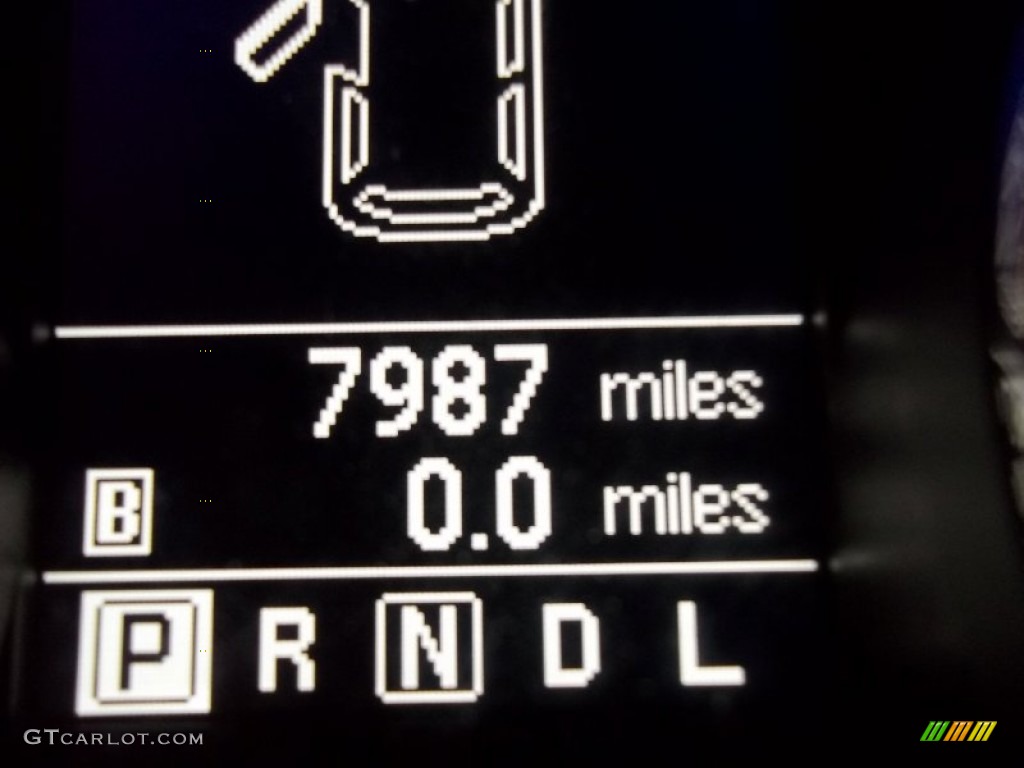 7987 miles
B 0.0 miles
P R N D L
GTCARLOT.COM